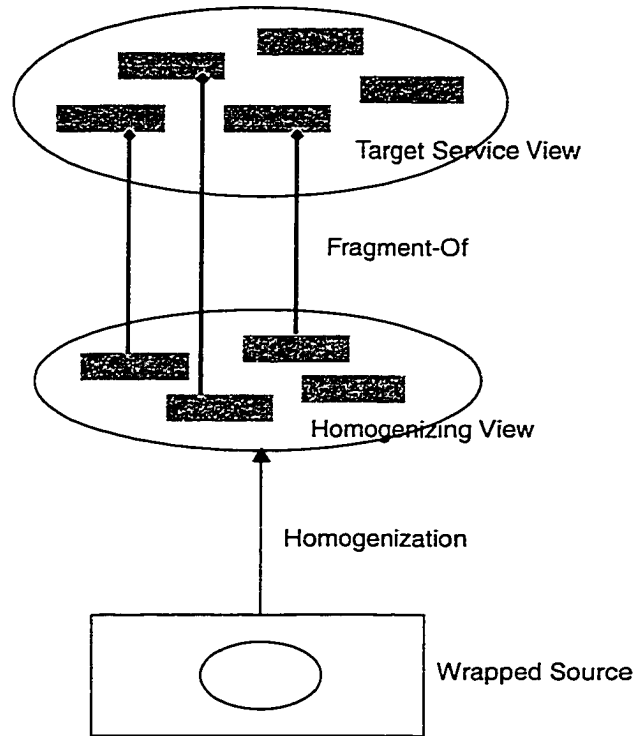 Target Service View
Fragment-Of
Homogenizing View
Homogenization
Wrapped Source